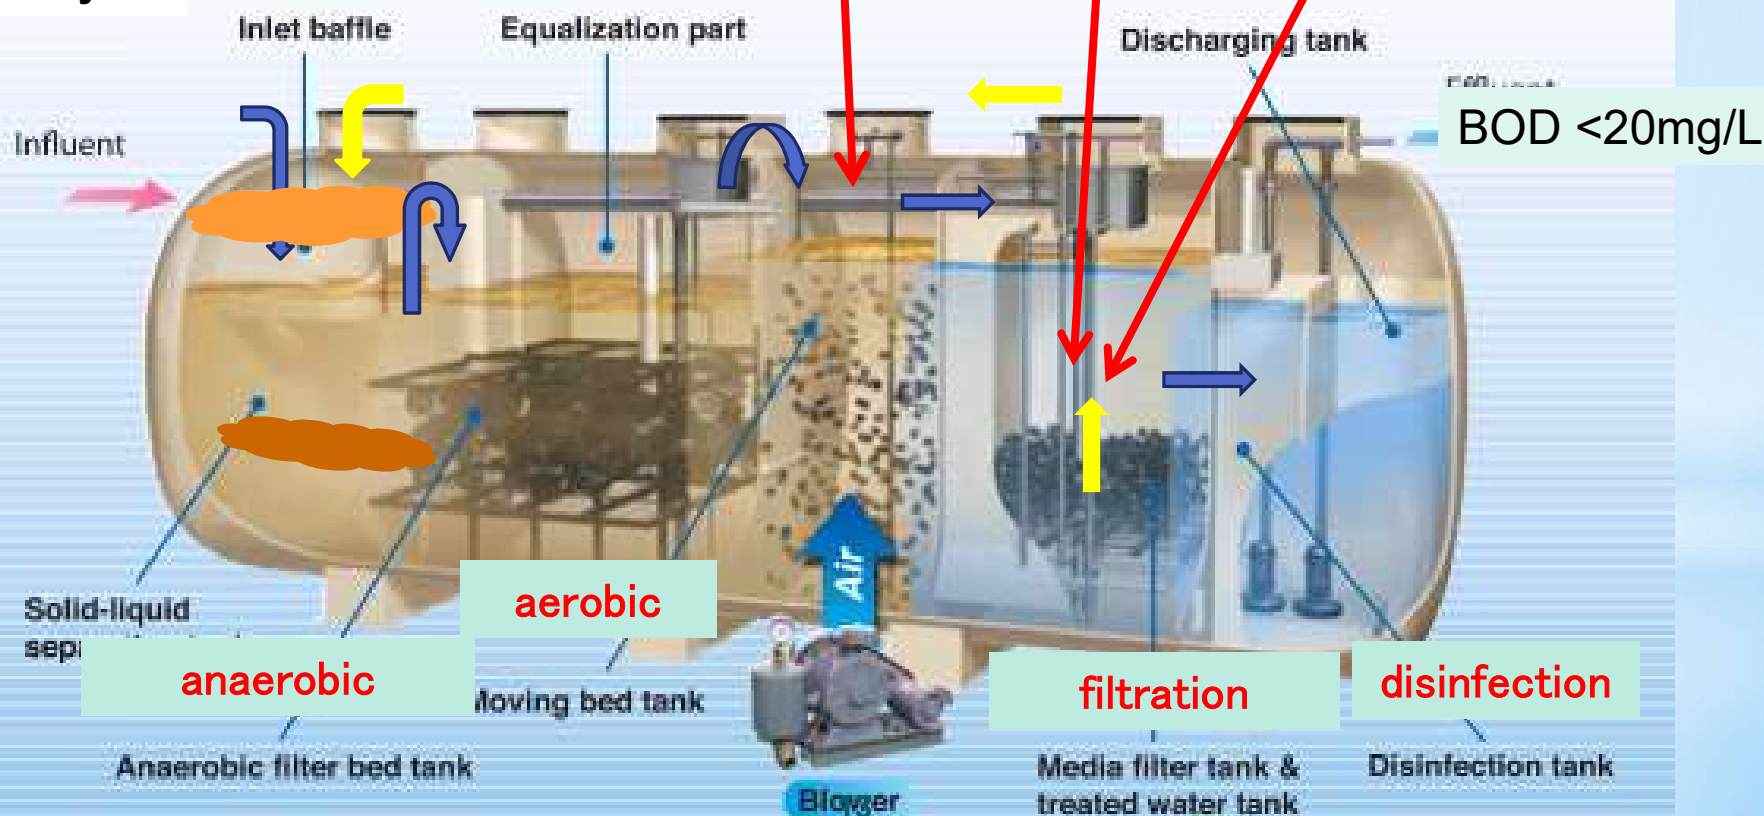 Inlet baffle
Equalization part
Discharging tank
Influent
BOD <20mg/L
Air
Solid-liquid
aerobic
anaerobic
Moving bed tank
filtration
disinfection
Anaerobic filter bed tank
Blower
Media filter tank &
treated water tank
Disinfection tank